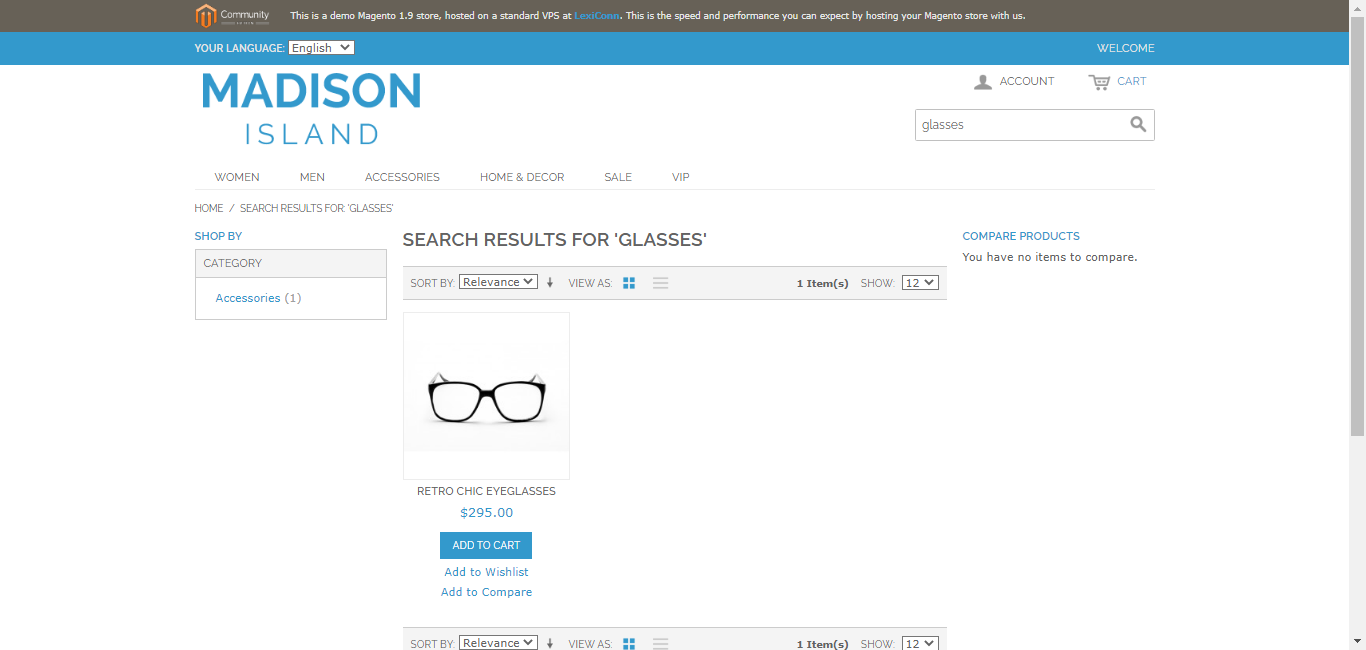 Community
This is a demo Magento 1.9 store, hosted on a standard VPS at LexiConn. This is the speed and performance you can expect by hosting your Magento store with us.
YOUR LANGUAGE: English
WELCOME
MADISON
ISLAND
ACCOUNT
CART
glasses
WOMEN MEN ACCESSORIES HOME & DECOR SALE VIP
HOME / SEARCH RESULTS FOR: 'GLASSES'
SHOP BY
CATEGORY
Accessories (1)
SEARCH RESULTS FOR 'GLASSES'
SORT BY: Relevance VIEW AS: 1 Item(s) SHOW: 12
RETRO CHIC EYEGLASSES
$295.00
ADD TO CART
Add to Wishlist
Add to Compare
SORT BY: Relevance VIEW AS: 1 Item(s) SHOW: 12
COMPARE PRODUCTS
You have no items to compare.